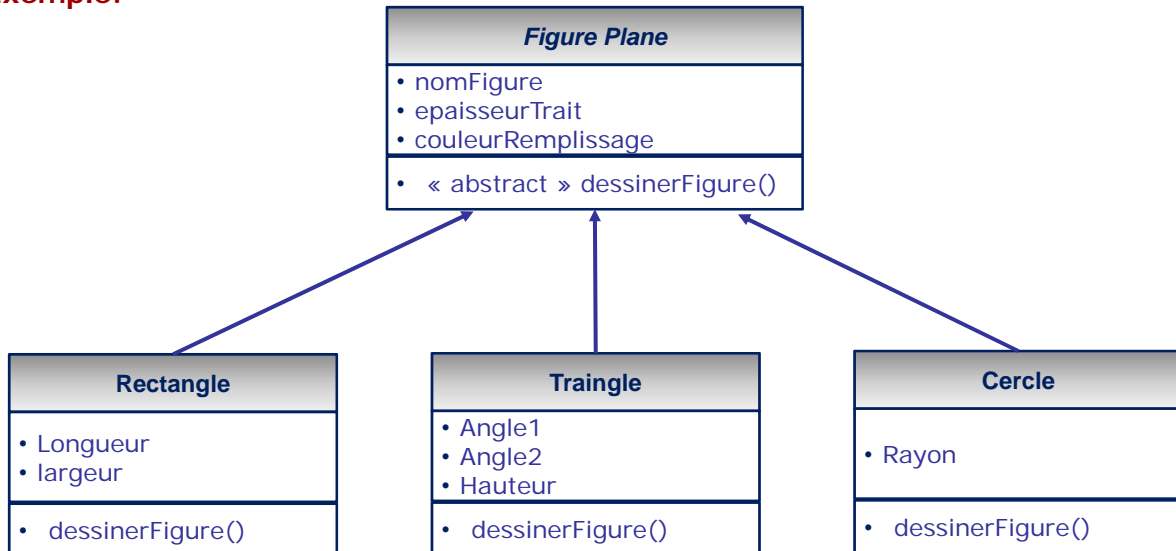 Exemple:
Figure Plane
• nomFigure
• epaisseurTrait
• couleurRemplissage
• « abstract » dessinerFigure()
Rectangle
• Longueur
• largeur
• dessinerFigure()
Traingle
• Angle1
• Angle2
• Hauteur
• dessinerFigure()
Cercle
• Rayon
• dessinerFigure()